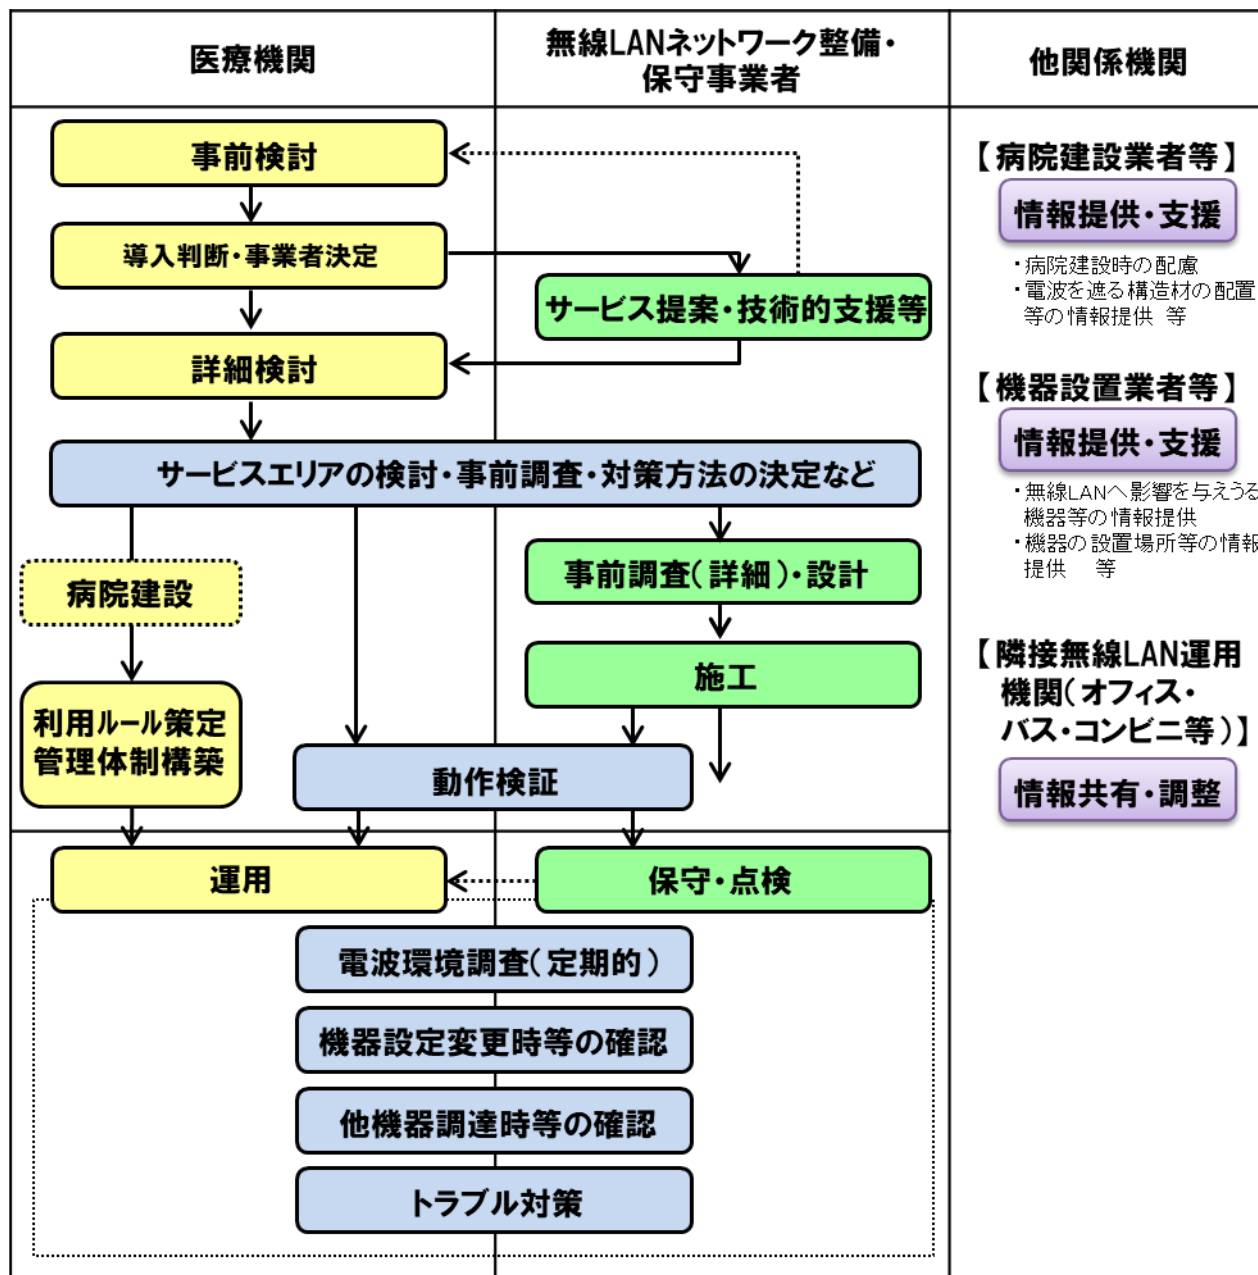 医療機関
無線LANネットワーク整備・
保守事業者
他関係機関
事前検討
導入判断・事業者決定
サービス提案・技術的支援等
詳細検討
サービスエリアの検討・事前調査・対策方法の決定など
病院建設
事前調査(詳細)・設計
施工
利用ルール策定
管理体制構築
動作検証
運用
保守・点検
電波環境調査(定期的)
機器設定変更時等の確認
他機器調達時等の確認
トラブル対策
【病院建設業者等】
情報提供・支援
・病院建設時の配慮
・電波を遮る構造材の配置
等の情報提供 等
【機器設置業者等】
情報提供・支援
・無線LANへ影響を与えうる
機器等の情報提供
・機器の設置場所等の情報
提供 等
【隣接無線LAN運用
機関(オフィス・
バス・コンビニ等)】
情報共有・調整